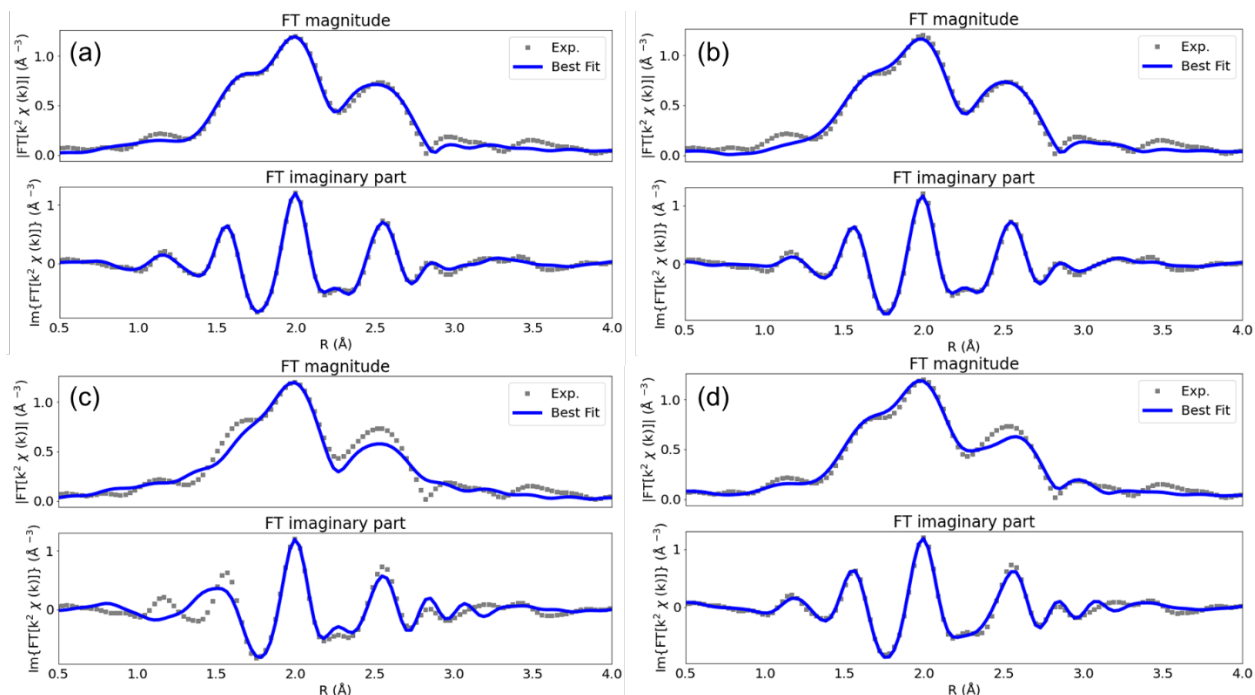 FT magnitude
(a)
Exp.
Best Fit
|FT[k² χ (k)]| (Å ⁻³)
1.0
0.5
0.0
FT imaginary part
Im{FT[k² χ (k)]} (Å ⁻³)
1
0
0.5 1.0 1.5 2.0 2.5 3.0 3.5 4.0
R (Å)
FT magnitude
(b)
Exp.
Best Fit
|FT[k² χ (k)]| (Å ⁻³)
1.0
0.5
0.0
FT imaginary part
Im{FT[k² χ (k)]} (Å ⁻³)
1
0
0.5 1.0 1.5 2.0 2.5 3.0 3.5 4.0
R (Å)
FT magnitude
(c)
Exp.
Best Fit
|FT[k² χ (k)]| (Å ⁻³)
1.0
0.5
0.0
FT imaginary part
Im{FT[k² χ (k)]} (Å ⁻³)
1
0
0.5 1.0 1.5 2.0 2.5 3.0 3.5 4.0
R (Å)
FT magnitude
(d)
Exp.
Best Fit
|FT[k² χ (k)]| (Å ⁻³)
1.0
0.5
0.0
FT imaginary part
Im{FT[k² χ (k)]} (Å ⁻³)
1
0
0.5 1.0 1.5 2.0 2.5 3.0 3.5 4.0
R (Å)